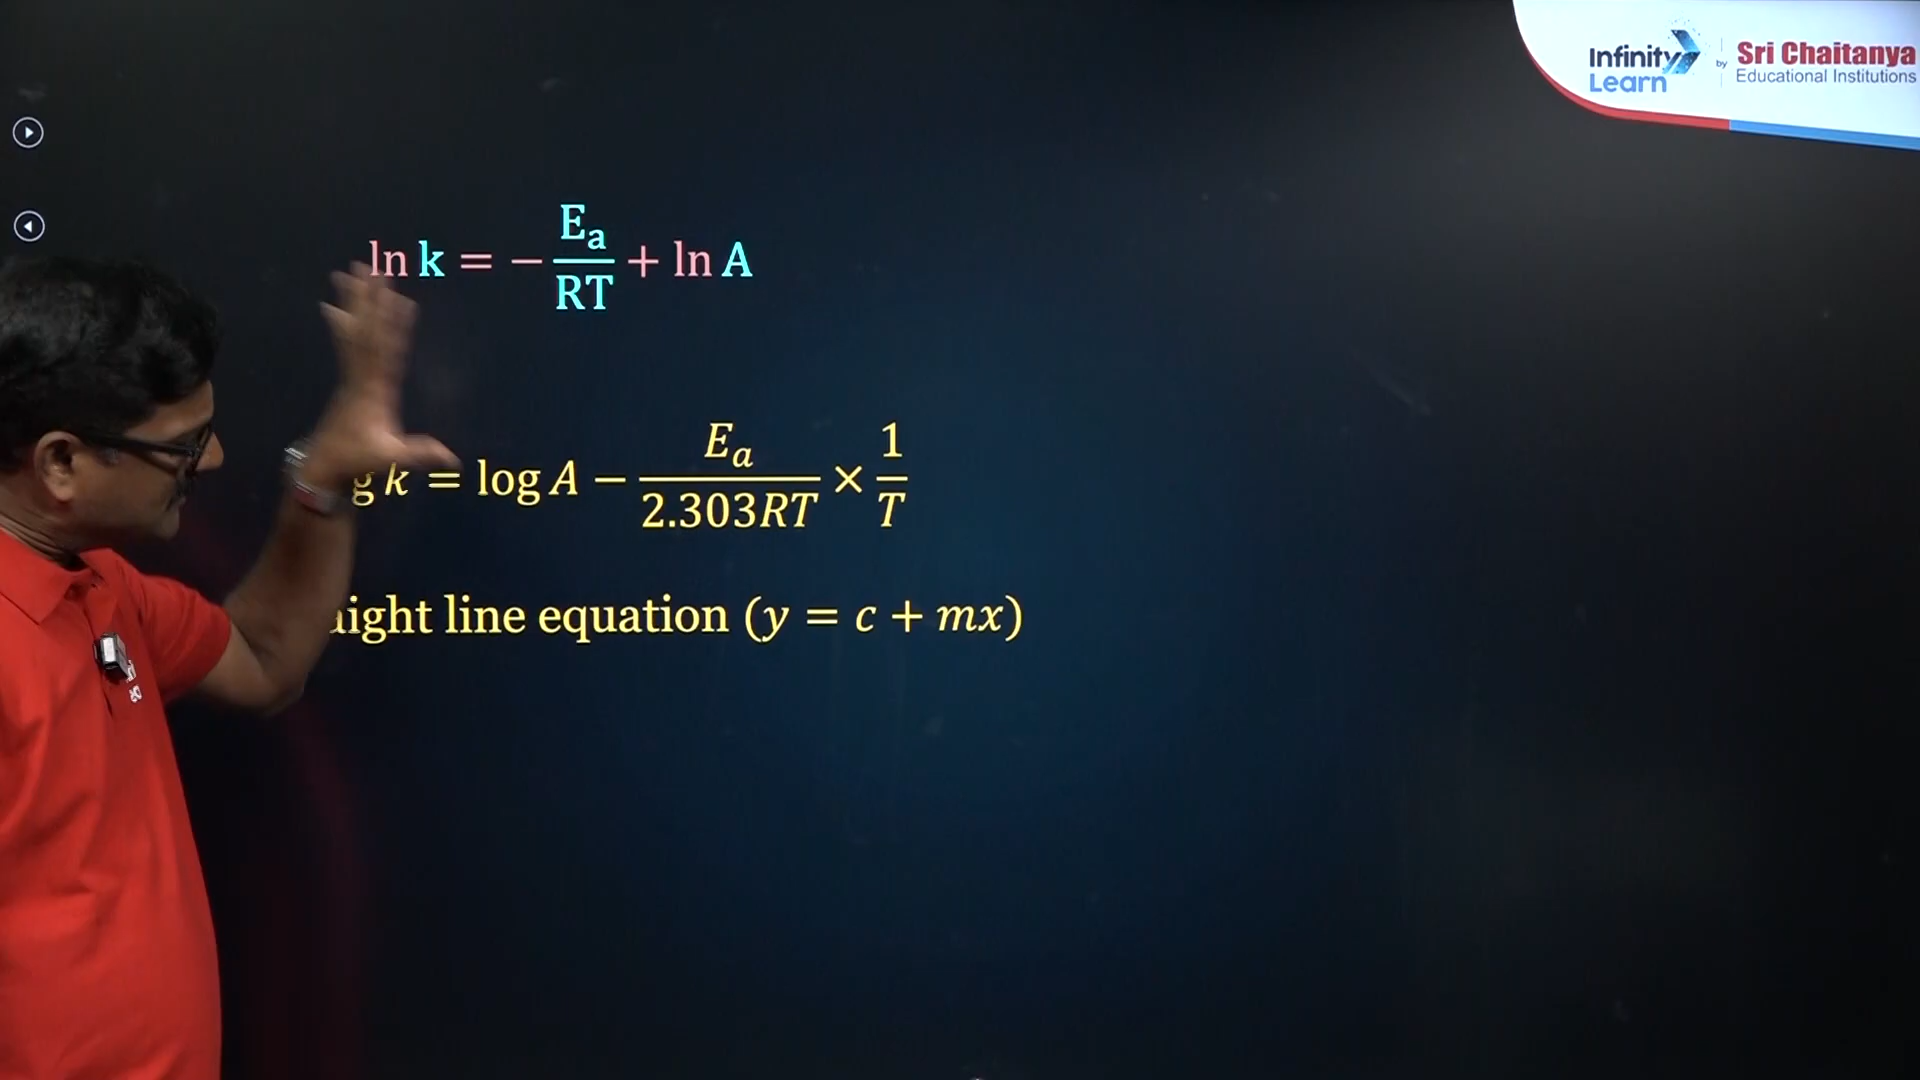 Infinity Learn by Sri Chaitanya Educational Institutions
ln k = − Eₐ/RT + ln A
k = log A − Eₐ/2.303RT × 1/T
line equation (y = c + mx)